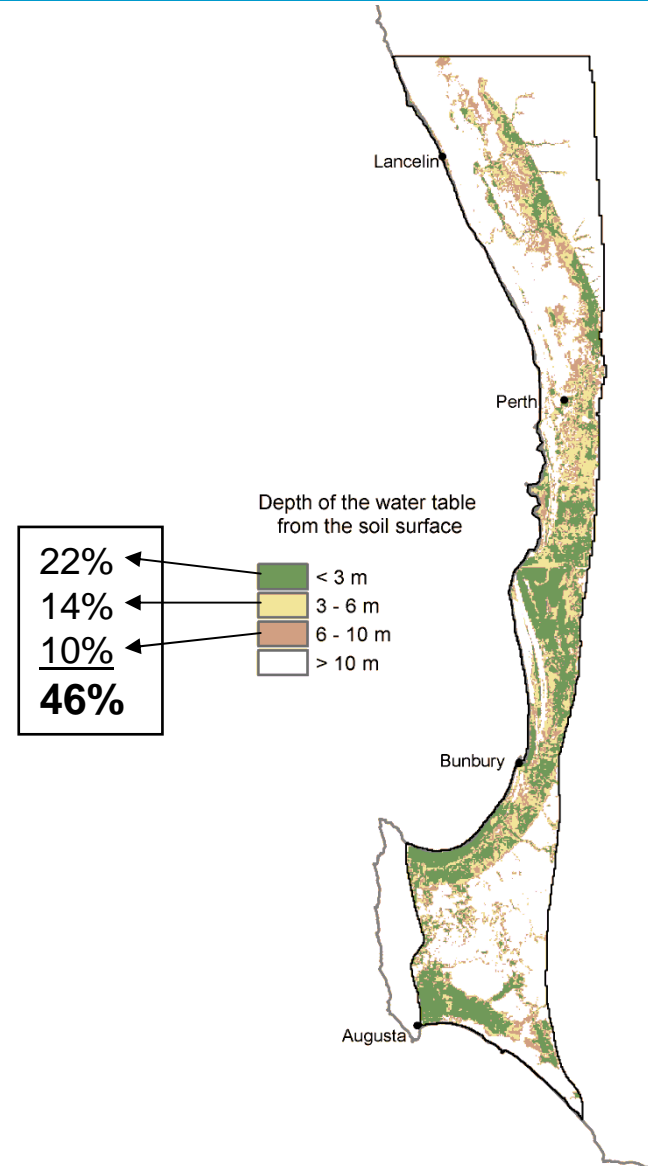 Lancelin
Perth
Depth of the water table
from the soil surface
22%
14%
10%
46%
< 3 m
3 - 6 m
6 - 10 m
> 10 m
Bunbury
Augusta